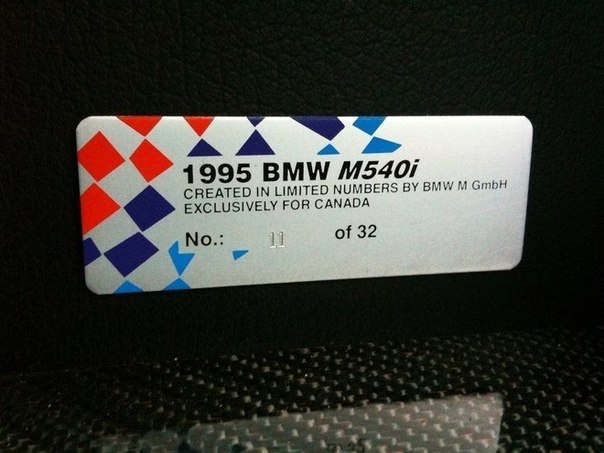 1995 BMW M540i
CREATED IN LIMITED NUMBERS BY BMW M GmbH
EXCLUSIVELY FOR CANADA
No.: 11 of 32